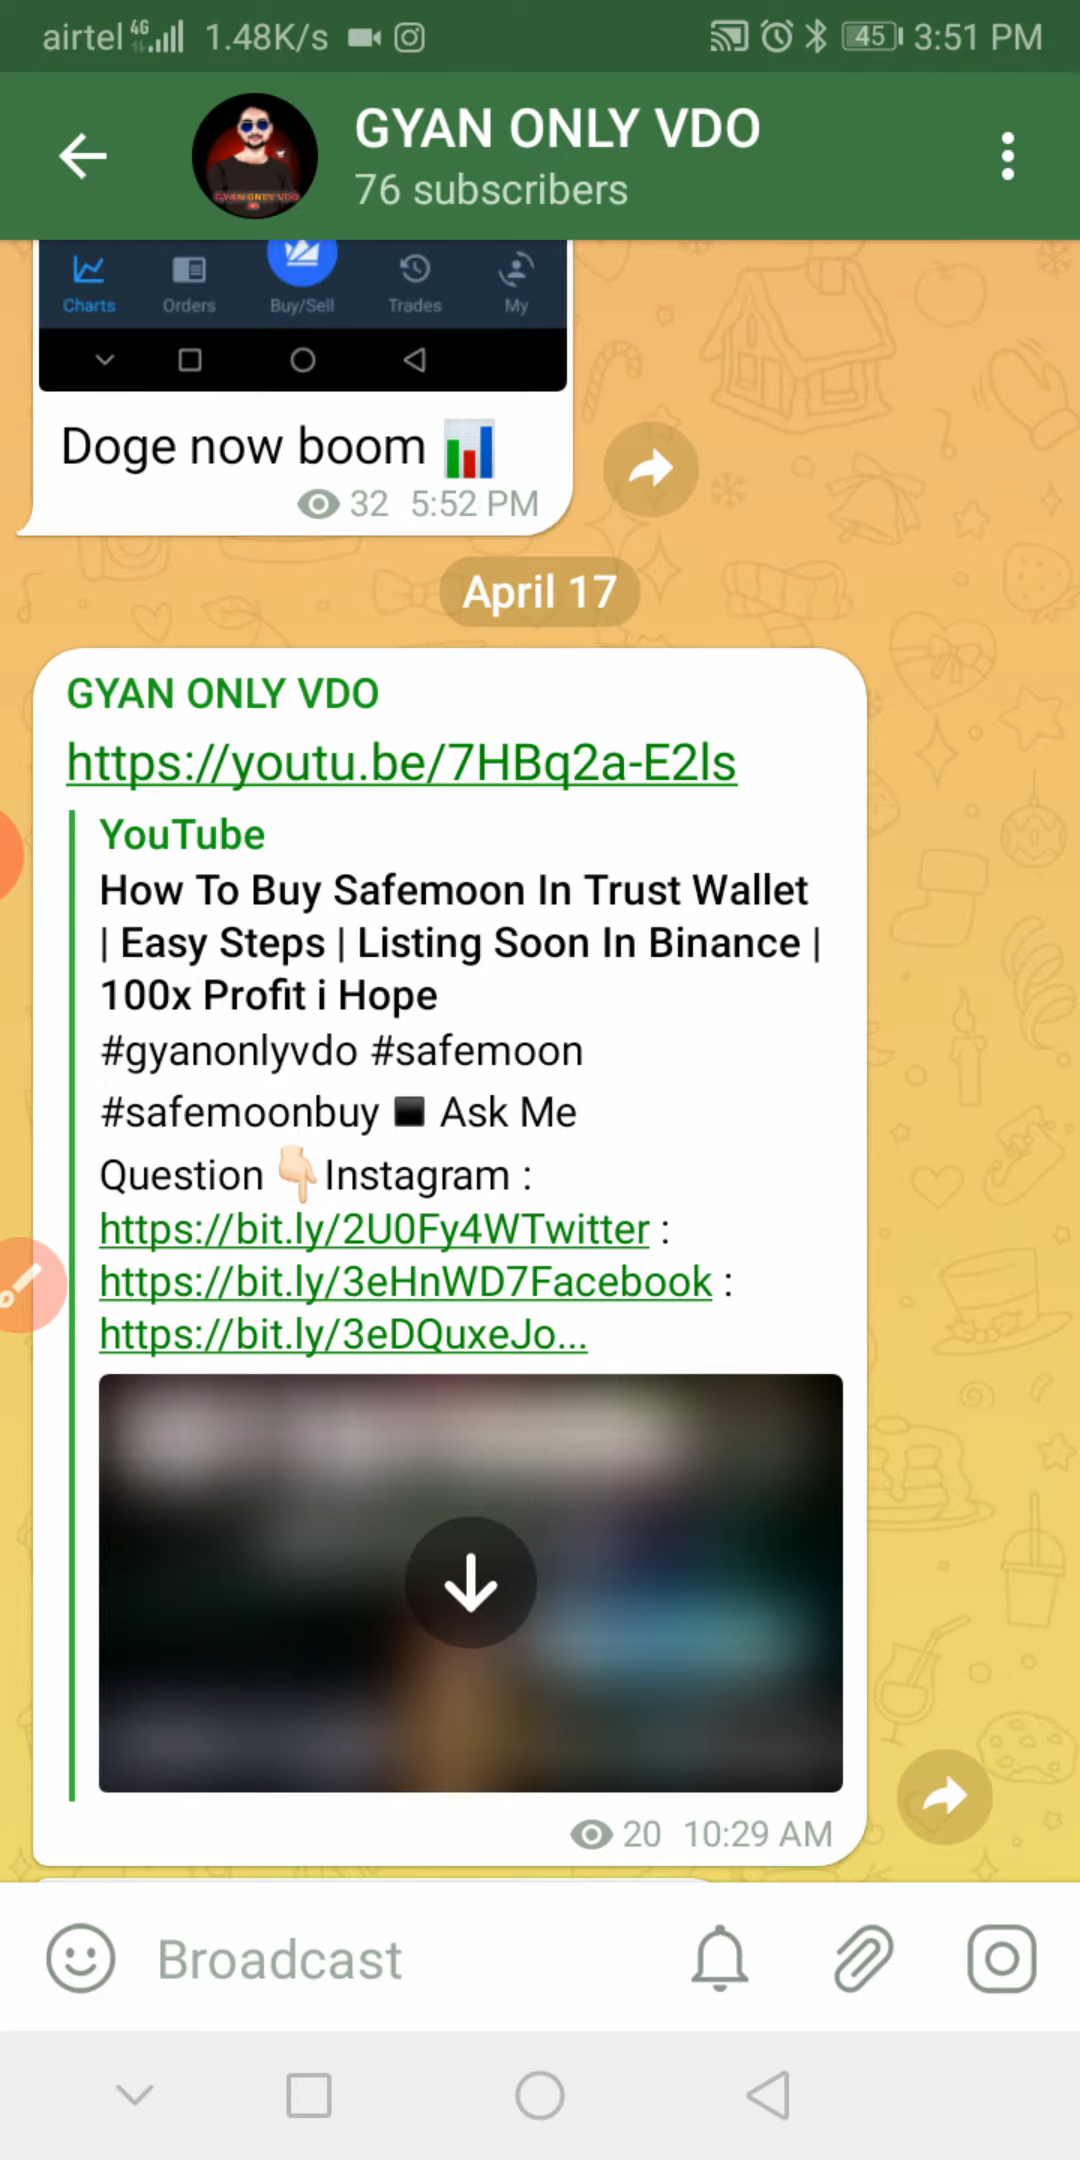 airtel 4G 1.48K/s 45 3:51 PM
GYAN ONLY VDO
76 subscribers
Charts Orders Buy/Sell Trades My
Doge now boom 📊
32 5:52 PM
April 17
GYAN ONLY VDO
https://youtu.be/7HBq2a-E2ls
YouTube
How To Buy Safemoon In Trust Wallet
| Easy Steps | Listing Soon In Binance |
100x Profit i Hope
#gyanonlyvdo #safemoon
#safemoonbuy ⬛ Ask Me
Question 👇🏻Instagram :
https://bit.ly/2U0Fy4WTwitter :
https://bit.ly/3eHnWD7Facebook :
https://bit.ly/3eDQuxeJo...
20 10:29 AM
Broadcast